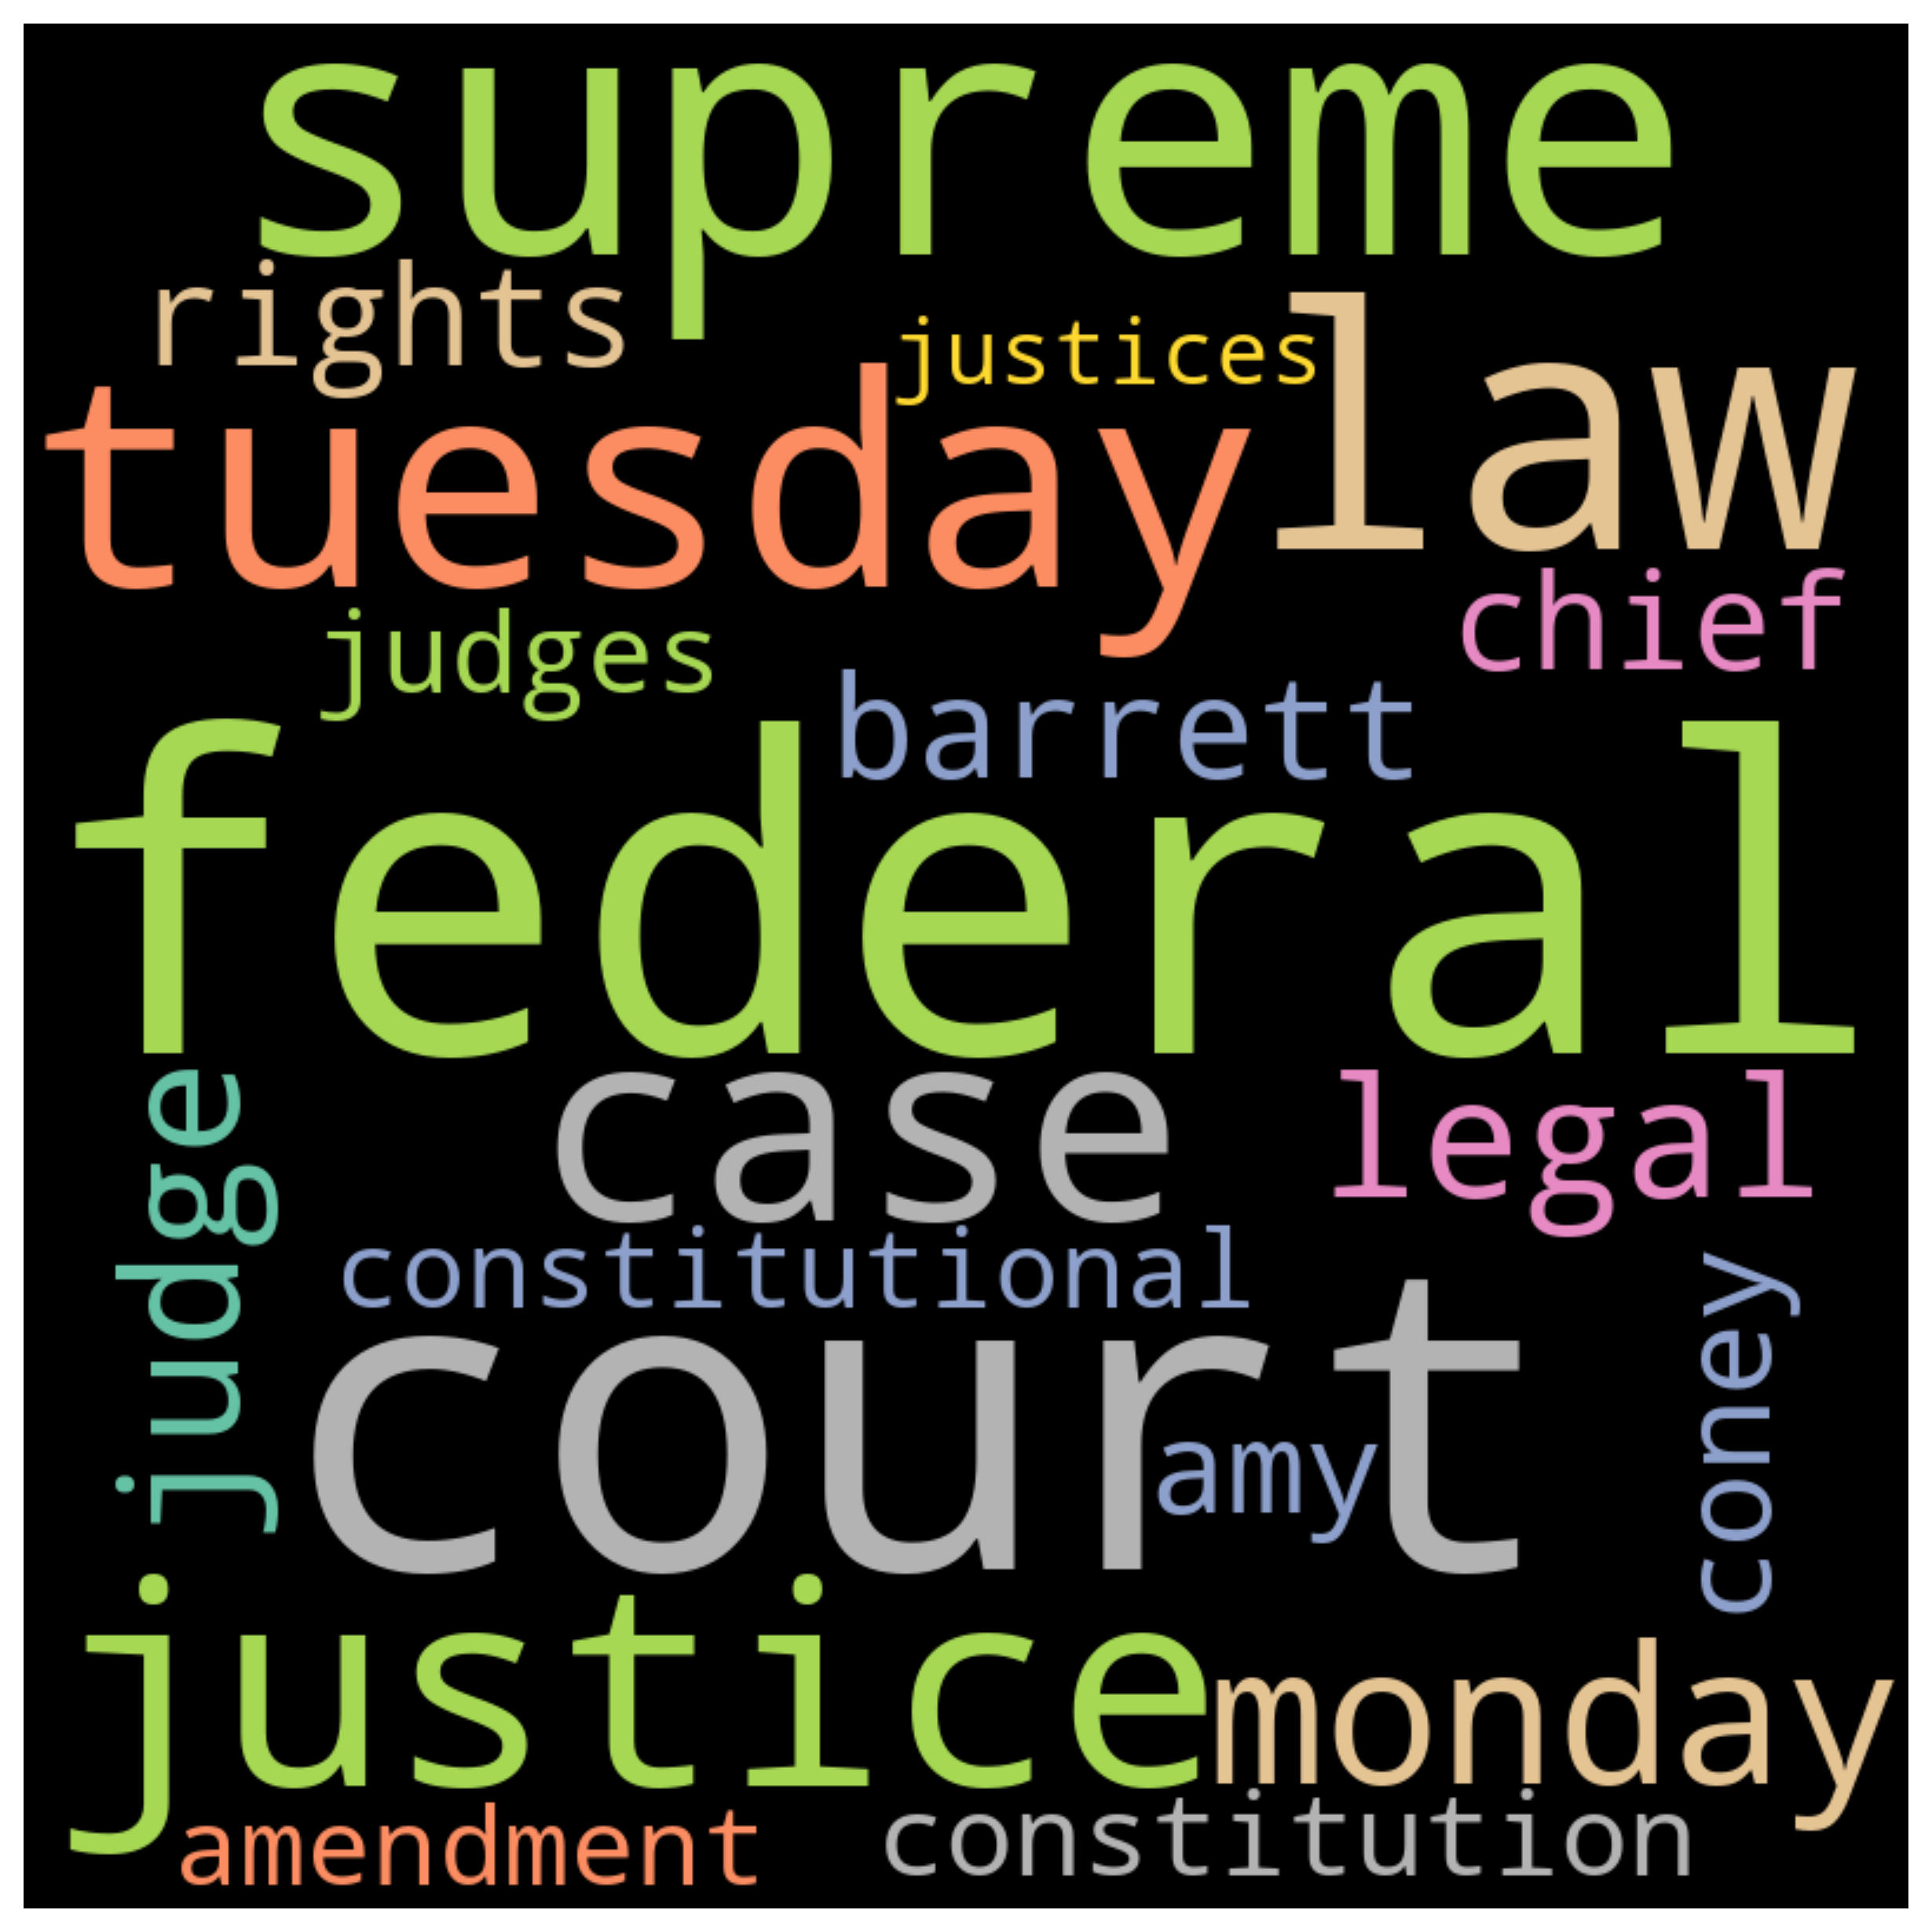 supreme
rights
justices
law
tuesday
chief
judges
barrett
federal
case
legal
judge
constitutional
court
amy
coney
justice
monday
amendment
constitution